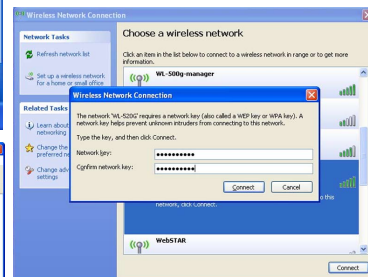 Wireless Network Connection
Network Tasks
Refresh network list
Set up a wireless network
for a home or small office
Related Tasks
Learn about
networking
Change the
preferred ne
Change adv
settings
Choose a wireless network
Click an item in the list below to connect to a wireless network in range or to get more
information.
WL-500g-manager
Wireless Network Connection
The network 'WL-520G' requires a network key (also called a WEP key or WPA key). A
network key helps prevent unknown intruders from connecting to this network.
Type the key, and then click Connect.
Network key:
Confirm network key:
Connect
Cancel
o this
network, click Connect.
WebSTAR
Connect